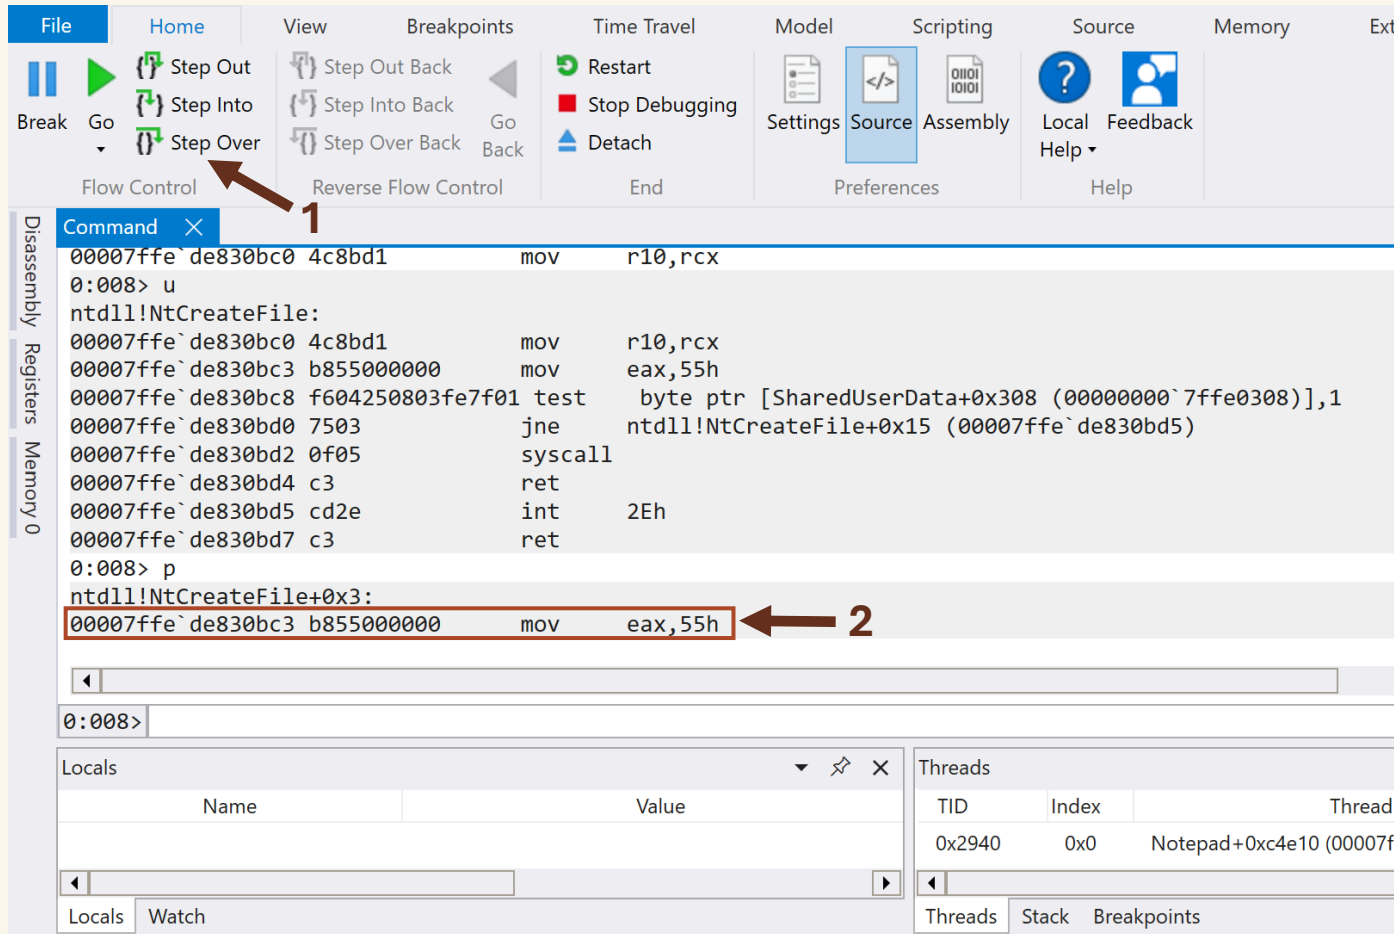 File Home View Breakpoints Time Travel Model Scripting Source Memory Ext
Break
Go
Step Out
Step Into
Step Over
Flow Control
Step Out Back
Step Into Back
Step Over Back
Go
Back
Reverse Flow Control
Restart
Stop Debugging
Detach
End
Settings
</>
Source
01101
10101
Assembly
Preferences
?
Local
Help
Feedback
Help
1
Disassembly
Registers
Memory 0
Command
00007ffe`de830bc0 4c8bd1 mov r10,rcx
0:008> u
ntdll!NtCreateFile:
00007ffe`de830bc0 4c8bd1 mov r10,rcx
00007ffe`de830bc3 b855000000 mov eax,55h
00007ffe`de830bc8 f604250803fe7f01 test byte ptr [SharedUserData+0x308 (00000000`7ffe0308)],1
00007ffe`de830bd0 7503 jne ntdll!NtCreateFile+0x15 (00007ffe`de830bd5)
00007ffe`de830bd2 0f05 syscall
00007ffe`de830bd4 c3 ret
00007ffe`de830bd5 cd2e int 2Eh
00007ffe`de830bd7 c3 ret
0:008> p
ntdll!NtCreateFile+0x3:
00007ffe`de830bc3 b855000000 mov eax,55h
2
0:008>
Locals
Name Value
Locals Watch
Threads
TID Index Thread
0x2940 0x0 Notepad+0xc4e10 (00007f
Threads Stack Breakpoints